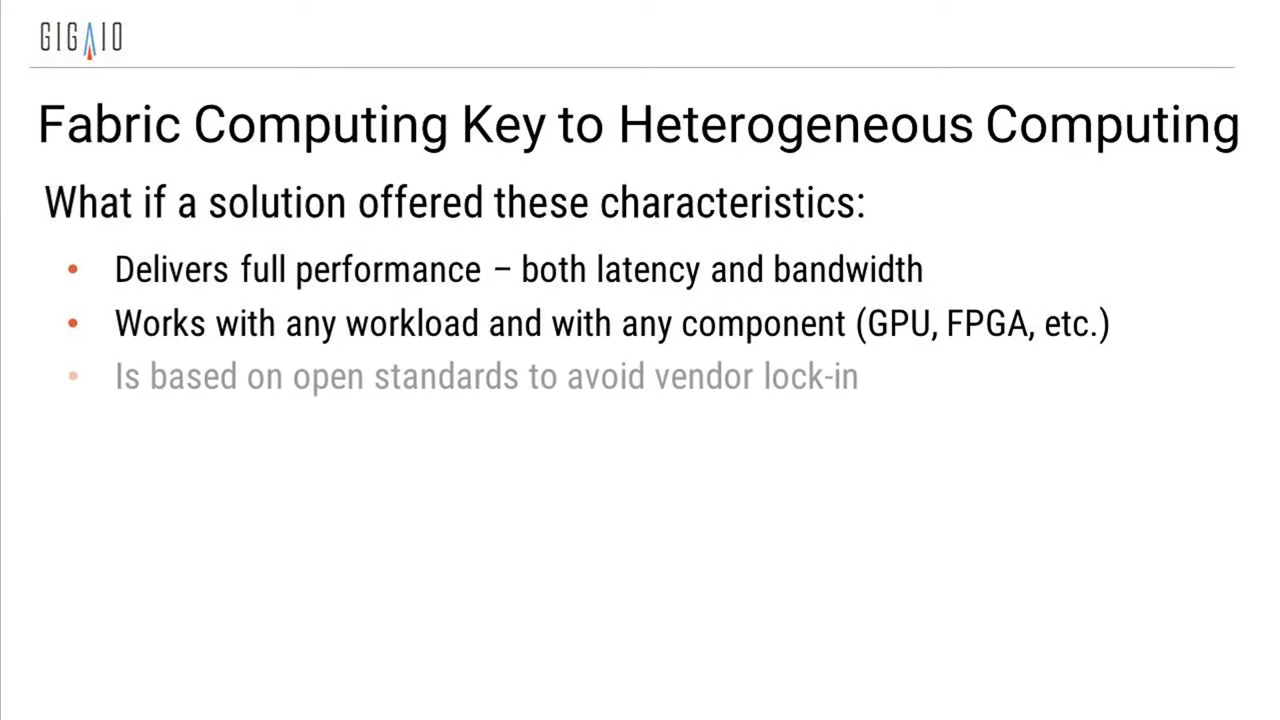 GIGAIO
Fabric Computing Key to Heterogeneous Computing
What if a solution offered these characteristics:
• Delivers full performance – both latency and bandwidth
• Works with any workload and with any component (GPU, FPGA, etc.)
• Is based on open standards to avoid vendor lock-in